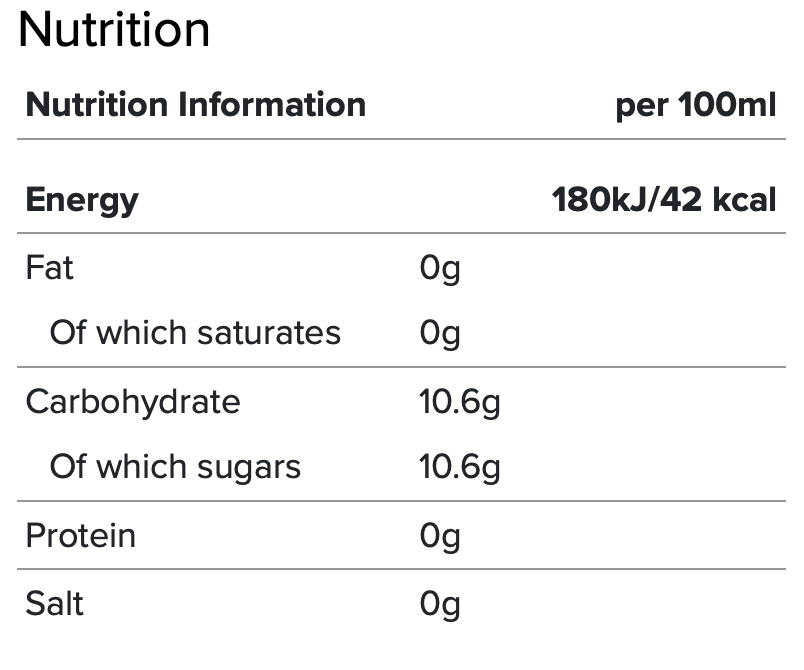 Nutrition
Nutrition Information per 100ml
Energy 180kJ/42 kcal
Fat 0g
Of which saturates 0g
Carbohydrate 10.6g
Of which sugars 10.6g
Protein 0g
Salt 0g